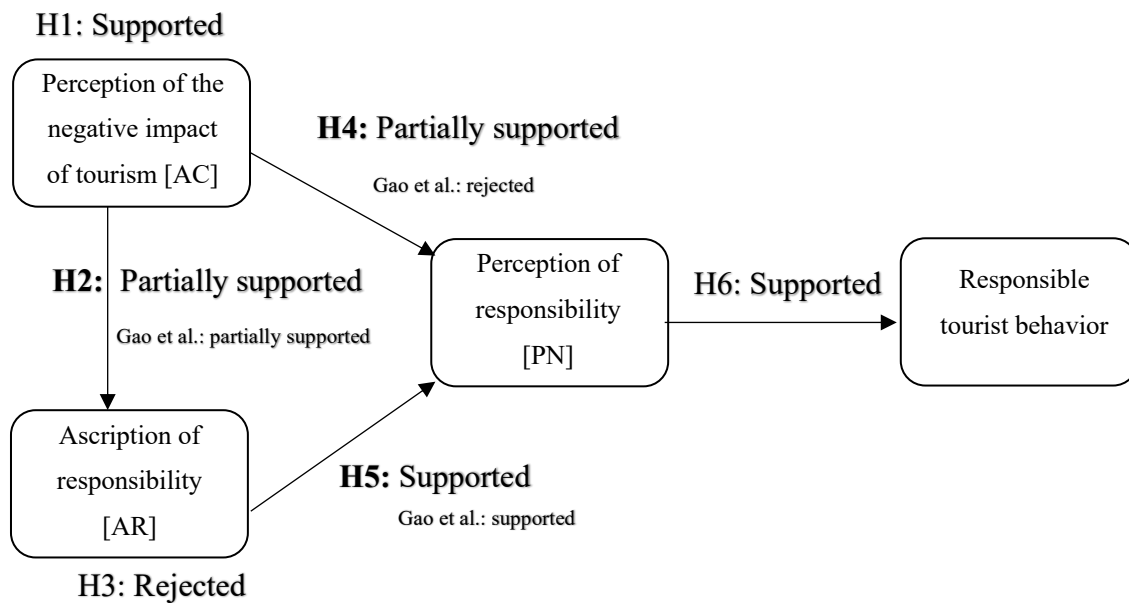 H1: Supported
Perception of the
negative impact
of tourism [AC]
H4: Partially supported
Gao et al.: rejected
H2: Partially supported
Gao et al.: partially supported
Perception of
responsibility
[PN]
H6: Supported
Responsible
tourist behavior
Ascription of
responsibility
[AR]
H5: Supported
Gao et al.: supported
H3: Rejected